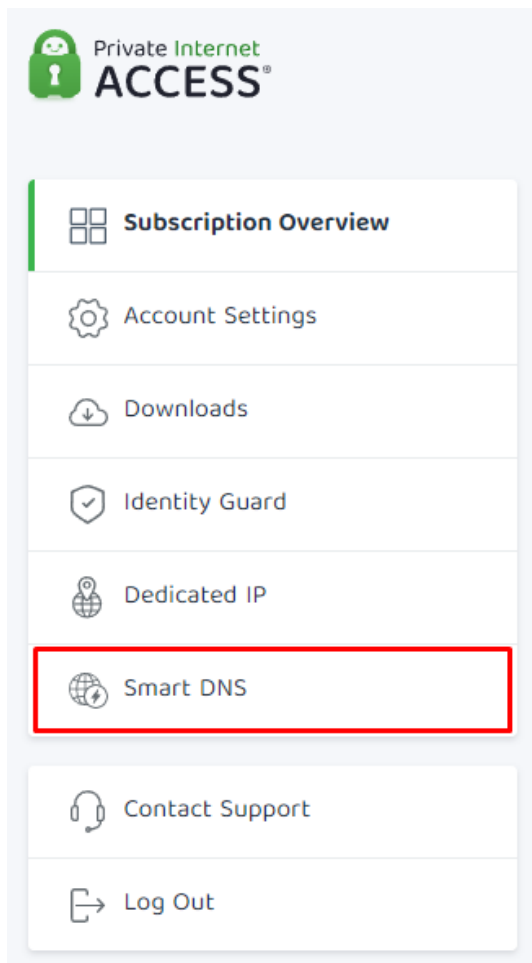 Private Internet
ACCESS®
Subscription Overview
Account Settings
Downloads
Identity Guard
Dedicated IP
Smart DNS
Contact Support
Log Out